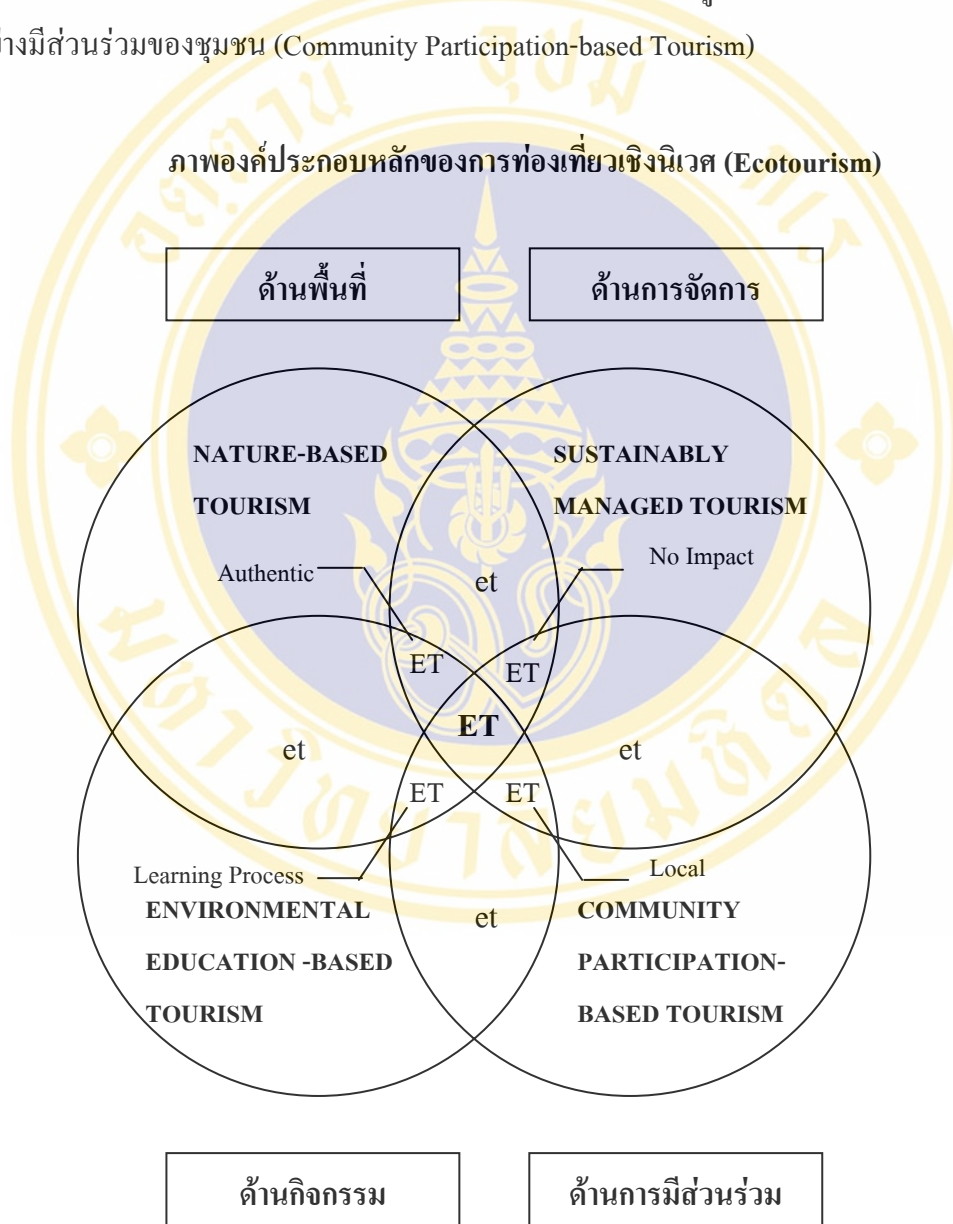 างมีส่วนร่วมของชุมชน (Community Participation-based Tourism)
ภาพองค์ประกอบหลักของการท่องเที่ยวเชิงนิเวศ (Ecotourism)
ด้านพื้นที่
ด้านการจัดการ
NATURE-BASED
TOURISM
SUSTAINABLY
MANAGED TOURISM
Authentic
No Impact
et
ET
ET
ET
et
et
ET
ET
Learning Process
Local
ENVIRONMENTAL
EDUCATION -BASED
TOURISM
et
COMMUNITY
PARTICIPATION-
BASED TOURISM
ด้านกิจกรรม
ด้านการมีส่วนร่วม